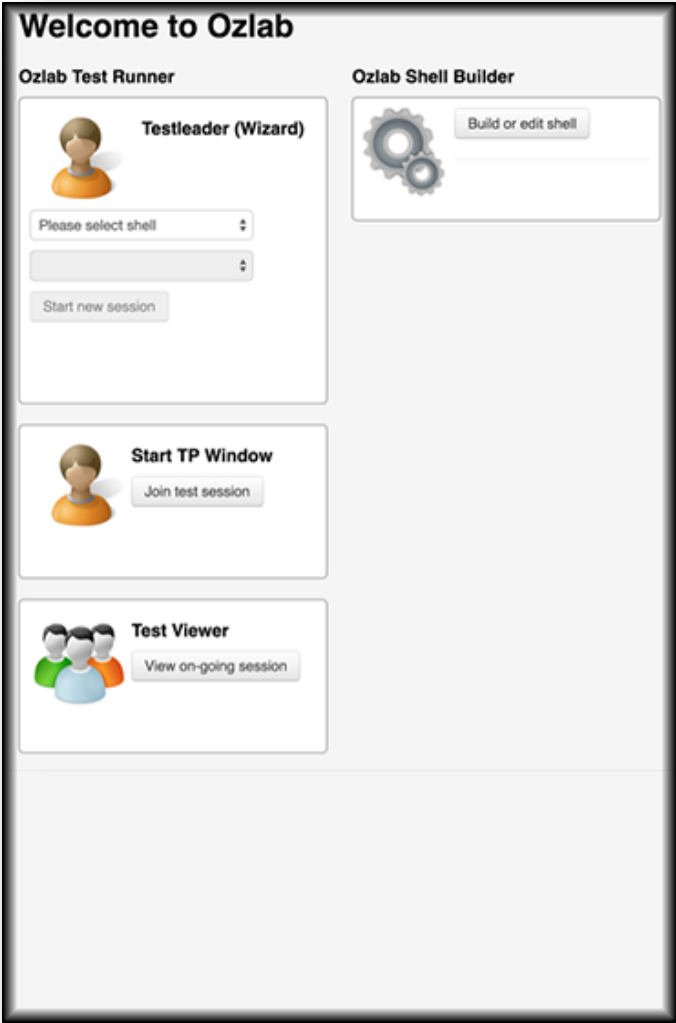 Welcome to Ozlab
Ozlab Test Runner
Testleader (Wizard)
Please select shell
Start new session
Start TP Window
Join test session
Test Viewer
View on-going session
Ozlab Shell Builder
Build or edit shell